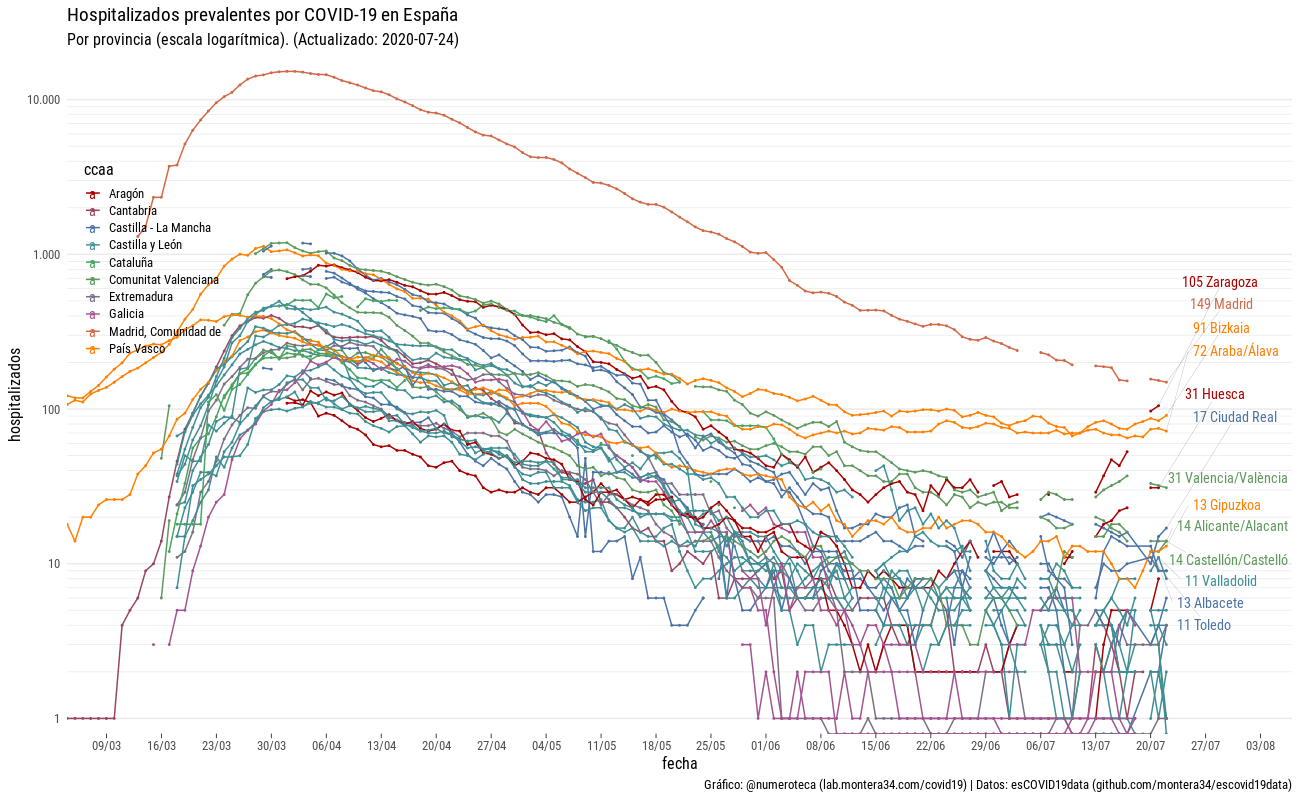 Hospitalizados prevalentes por COVID-19 en España
Por provincia (escala logarítmica). (Actualizado: 2020-07-24)
hospitalizados
10.000
1.000
100
10
1
ccaa
Aragón
Cantabria
Castilla - La Mancha
Castilla y León
Cataluña
Comunitat Valenciana
Extremadura
Galicia
Madrid, Comunidad de
País Vasco
105 Zaragoza
149 Madrid
91 Bizkaia
72 Araba/Álava
31 Huesca
17 Ciudad Real
31 Valencia/València
13 Gipuzkoa
14 Alicante/Alacant
14 Castellón/Castelló
11 Valladolid
13 Albacete
11 Toledo
09/03 16/03 23/03 30/03 06/04 13/04 20/04 27/04 04/05 11/05 18/05 25/05 01/06 08/06 15/06 22/06 29/06 06/07 13/07 20/07 27/07 03/08
fecha
Gráfico: @numeroteca (lab.montera34.com/covid19) | Datos: esCOVID19data (github.com/montera34/escovid19data)